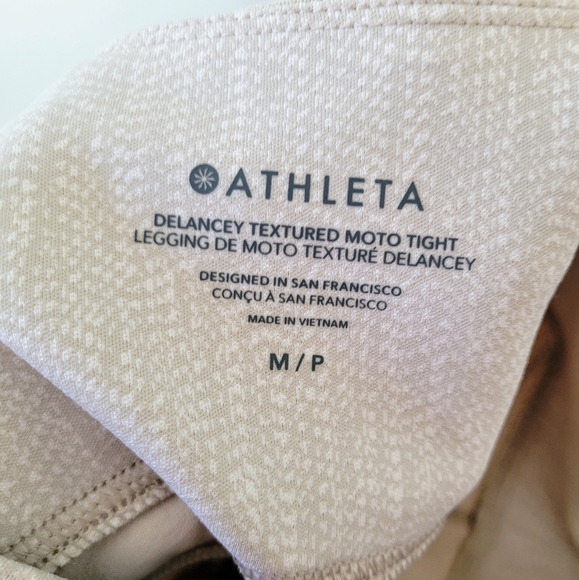 ATHLETA
DELANCEY TEXTURED MOTO TIGHT
LEGGING DE MOTO TEXTURÉ DELANCEY
DESIGNED IN SAN FRANCISCO
CONÇU À SAN FRANCISCO
MADE IN VIETNAM
M / P